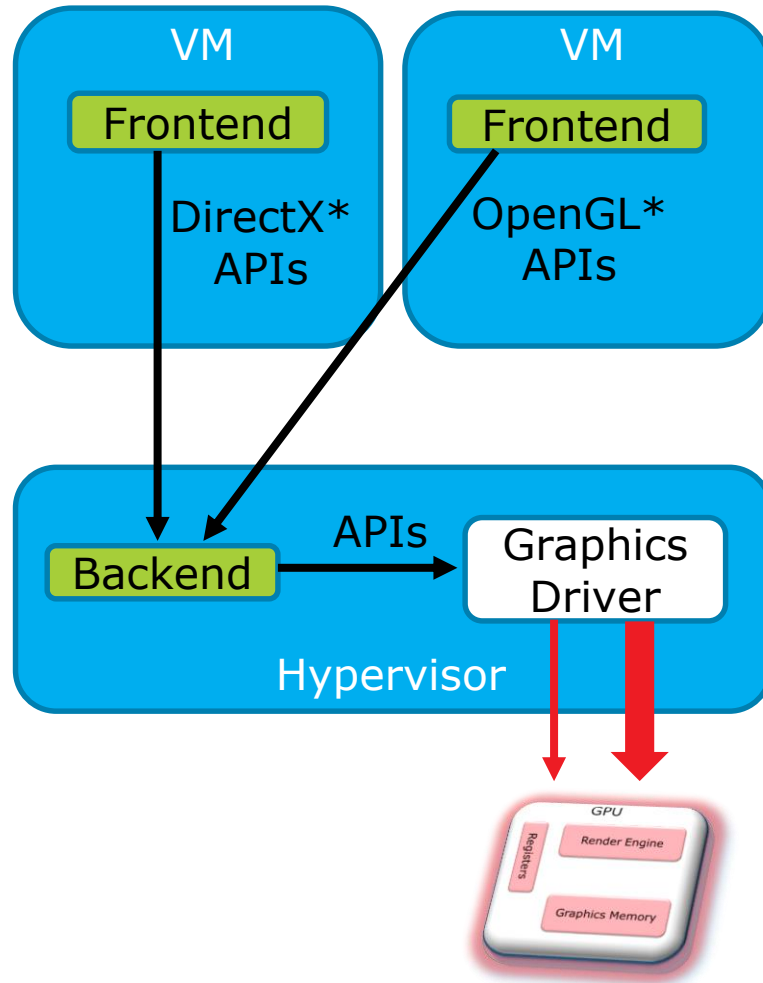 VM
VM
Frontend
Frontend
DirectX*
APIs
OpenGL*
APIs
APIs
Backend
Graphics
Driver
Hypervisor
GPU
Registers
Render Engine
Graphics Memory